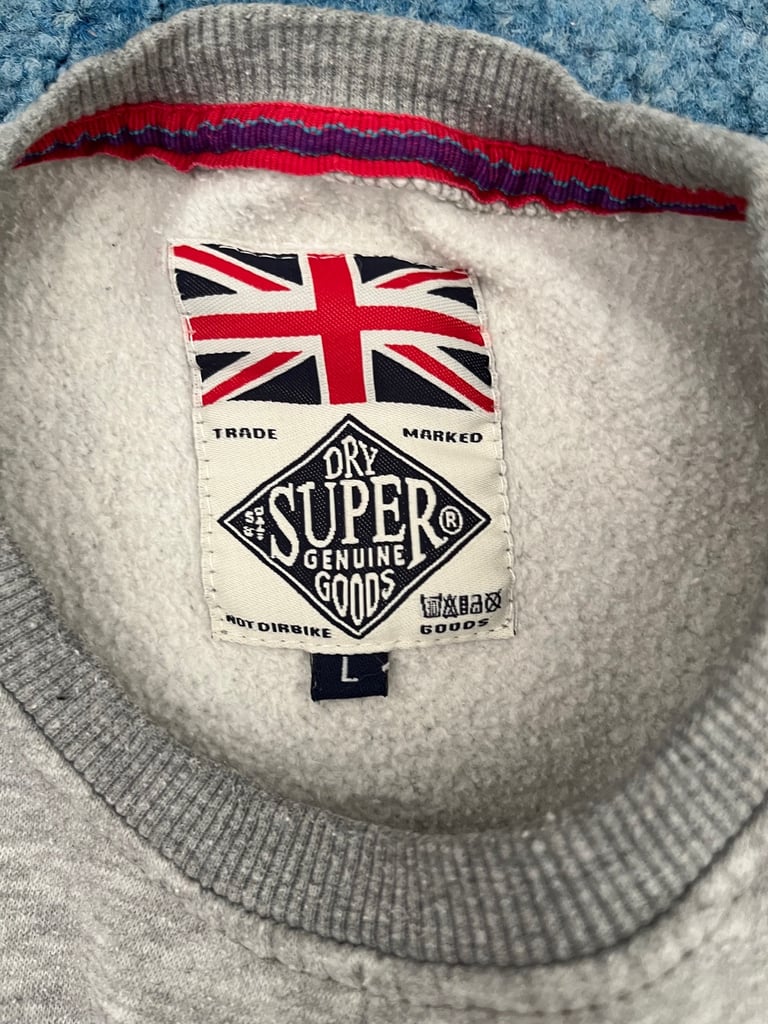 TRADE MARKED
DRY
SUPER®
GENUINE
GOODS
NOT DIRBIKE GOODS
L